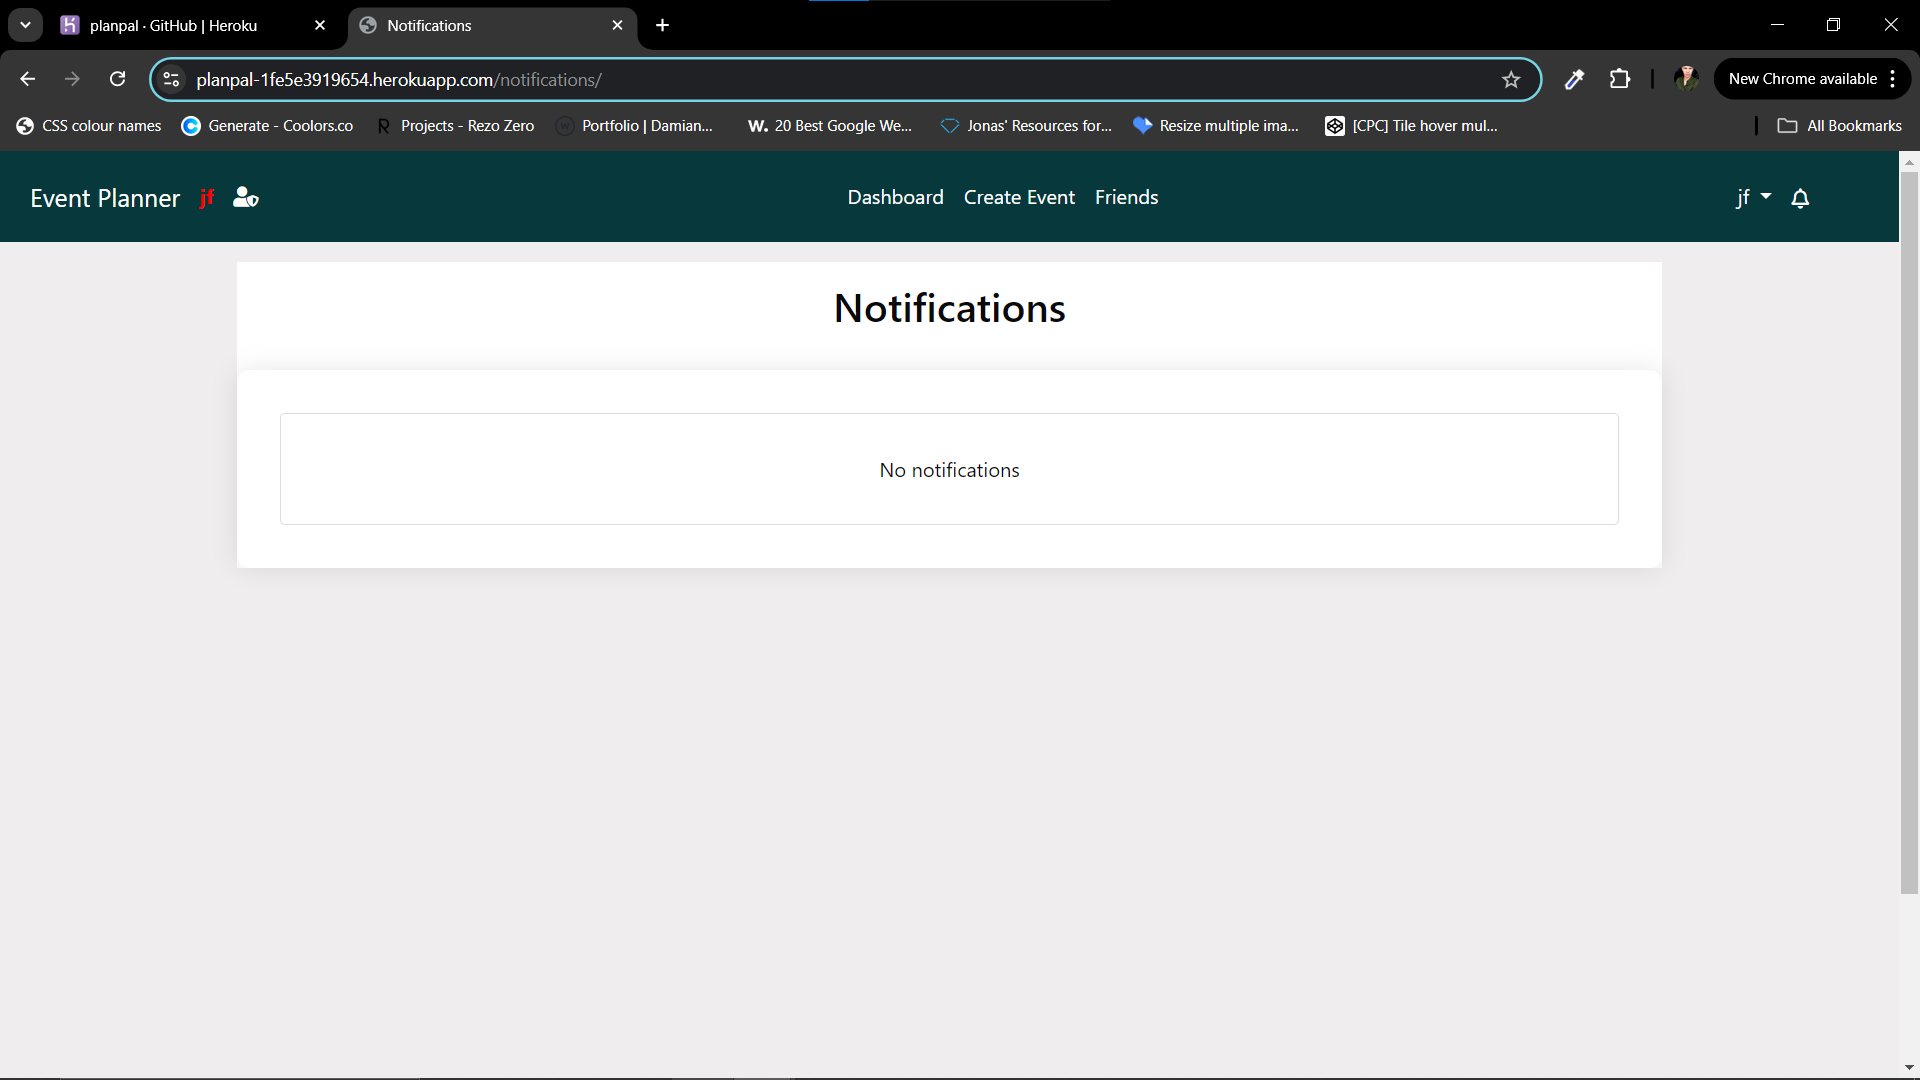 planpal · GitHub | Heroku
Notifications
planpal-1fe5e3919654.herokuapp.com/notifications/
New Chrome available
CSS colour names
Generate - Coolors.co
Projects - Rezo Zero
Portfolio | Damian...
W. 20 Best Google We...
Jonas' Resources for...
Resize multiple ima...
[CPC] Tile hover mul...
All Bookmarks
Event Planner jf
Dashboard Create Event Friends
jf
Notifications
No notifications